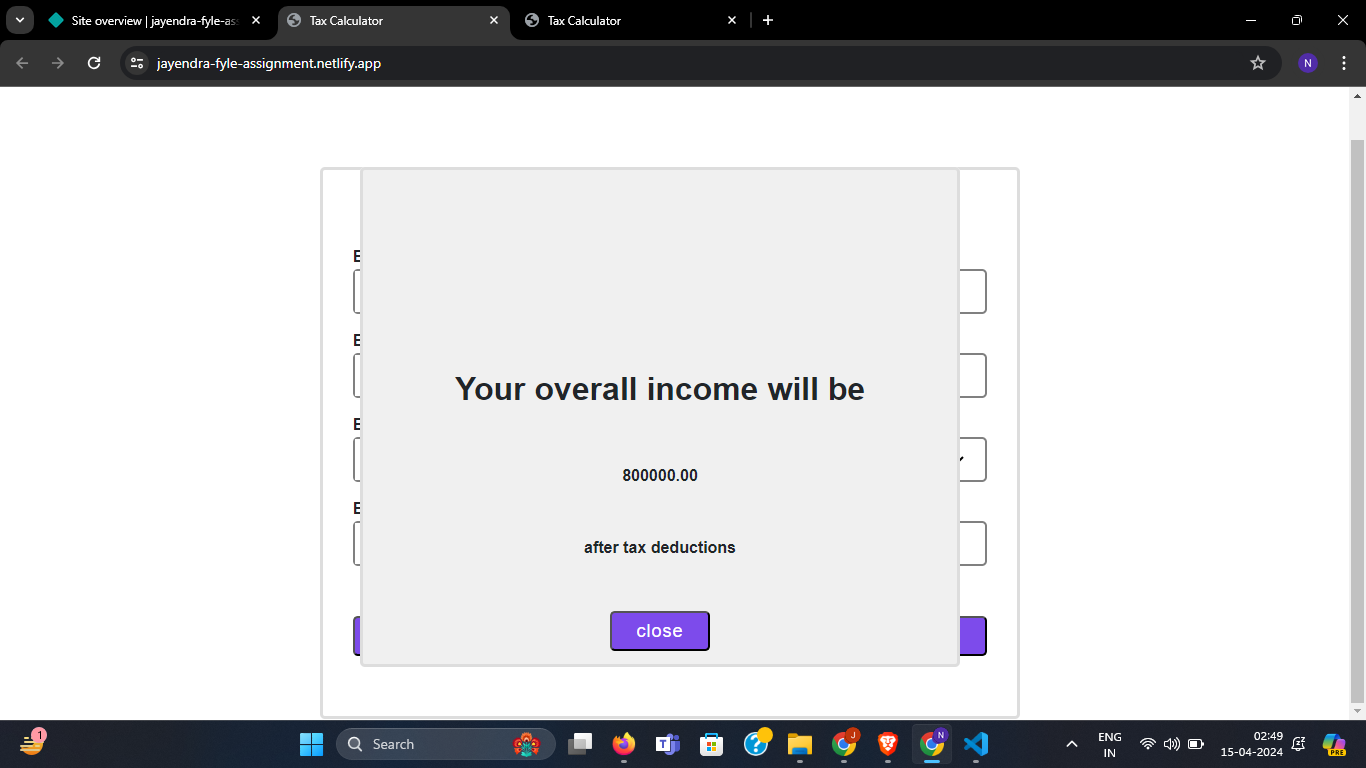 Site overview | jayendra-fyle-as
Tax Calculator
Tax Calculator
jayendra-fyle-assignment.netlify.app
N
E
E
E
E
Your overall income will be
800000.00
after tax deductions
close
1
Search
J
N
ENG
IN
02:49
15-04-2024
PRE